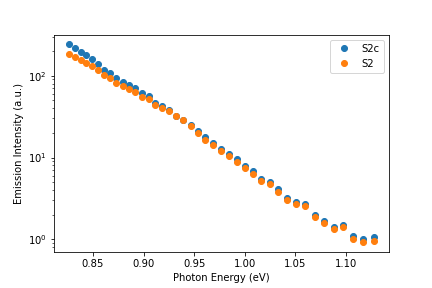 S2c
S2
Emission Intensity (a.u.)
10²
10¹
10⁰
0.85 0.90 0.95 1.00 1.05 1.10
Photon Energy (eV)